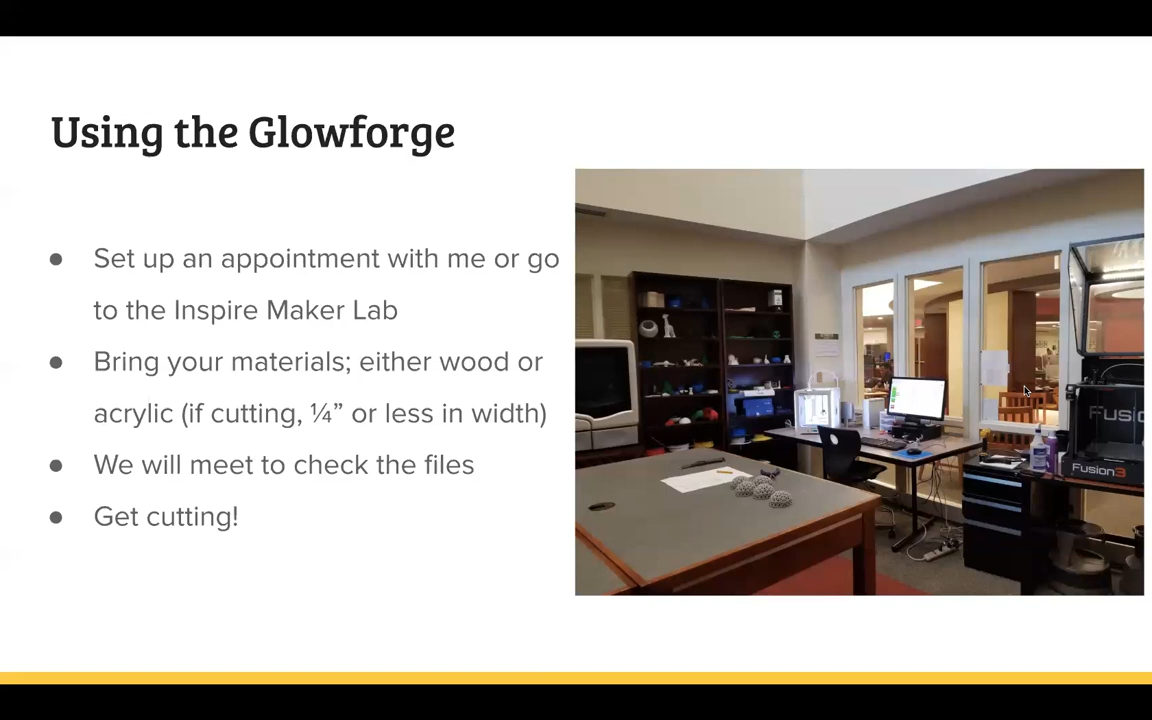 Using the Glowforge
● Set up an appointment with me or go
to the Inspire Maker Lab
● Bring your materials; either wood or
acrylic (if cutting, ¼” or less in width)
● We will meet to check the files
● Get cutting!
Fusio
Fusion3